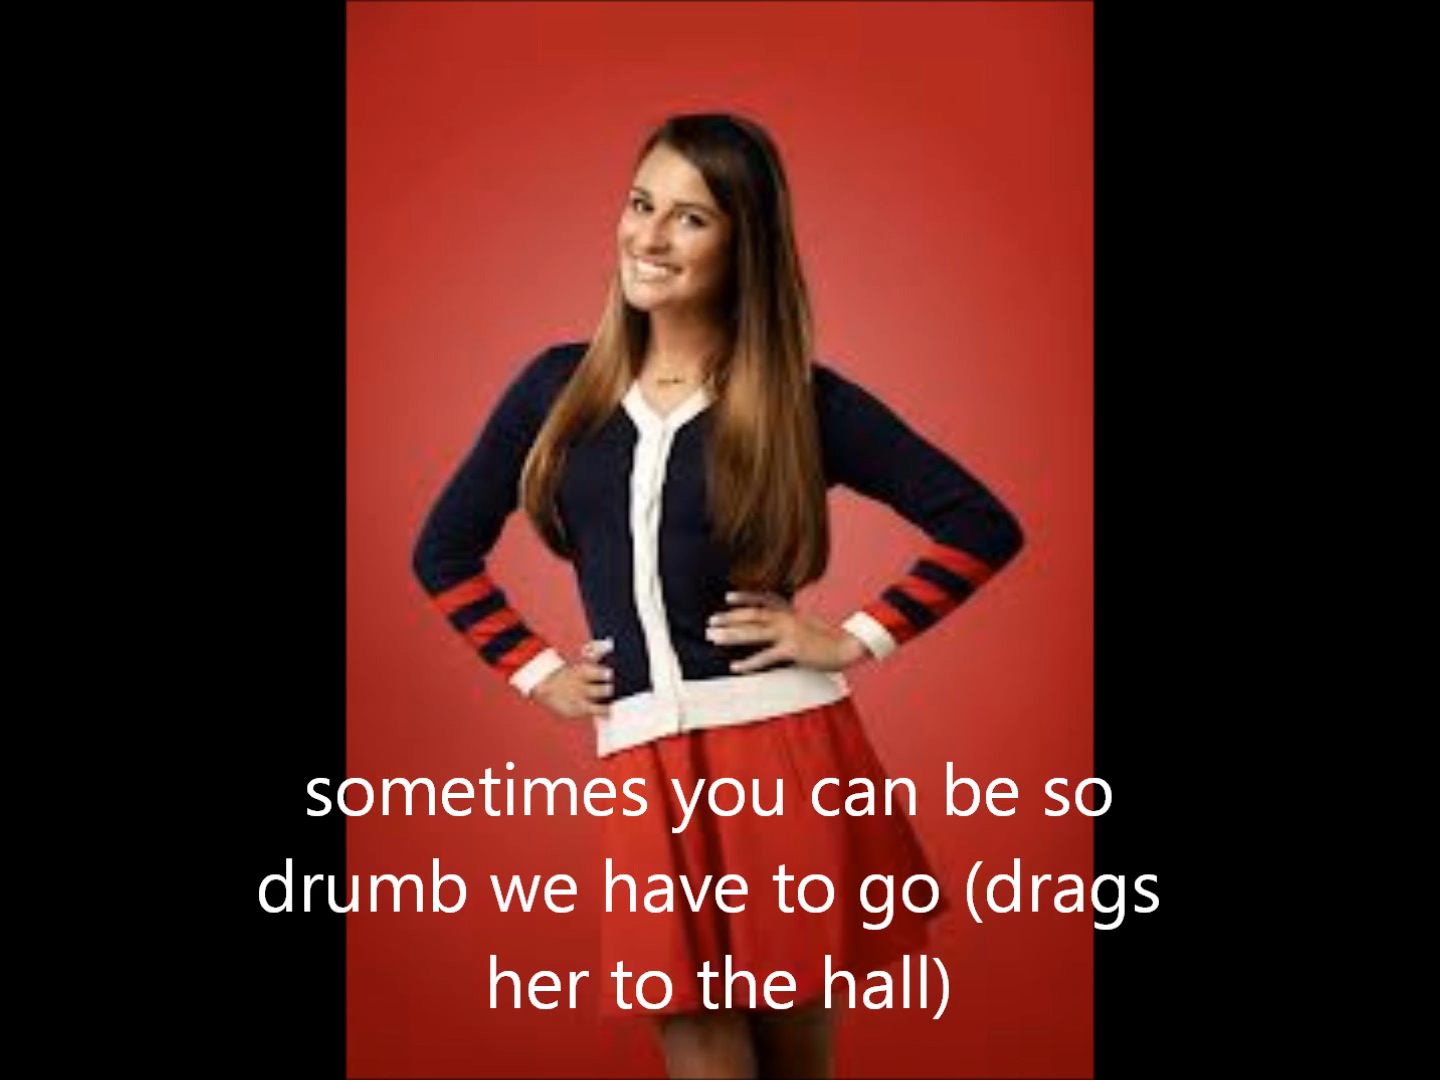 sometimes you can be so
drumb we have to go (drags
her to the hall)